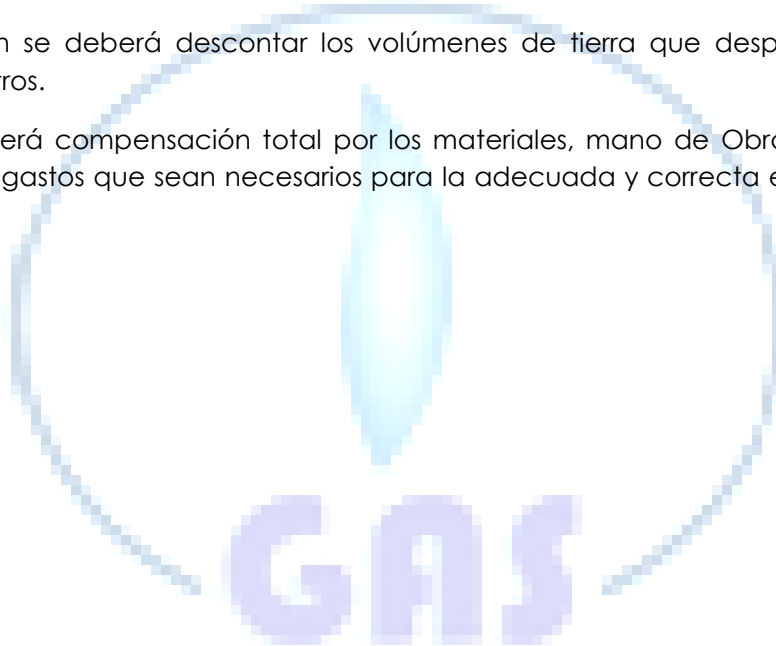 se deberá descontar los volúmenes de tierra que desp
ros.
erá compensación total por los materiales, mano de Obra
gastos que sean necesarios para la adecuada y correcta e
GAS